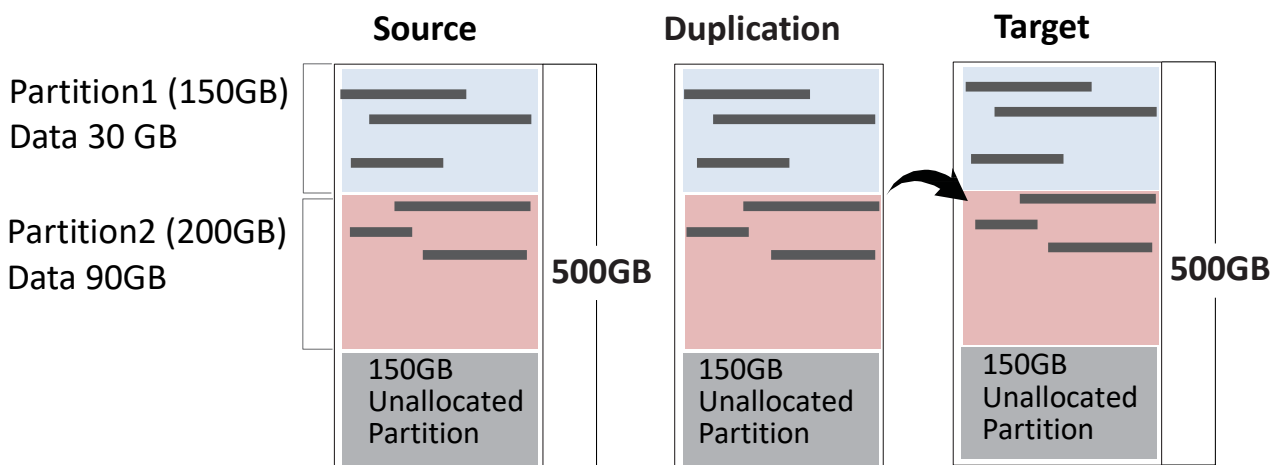 Source
Duplication
Target
Partition1 (150GB)
Data 30 GB
Partition2 (200GB)
Data 90GB
500GB
500GB
150GB
Unallocated
Partition
150GB
Unallocated
Partition
150GB
Unallocated
Partition